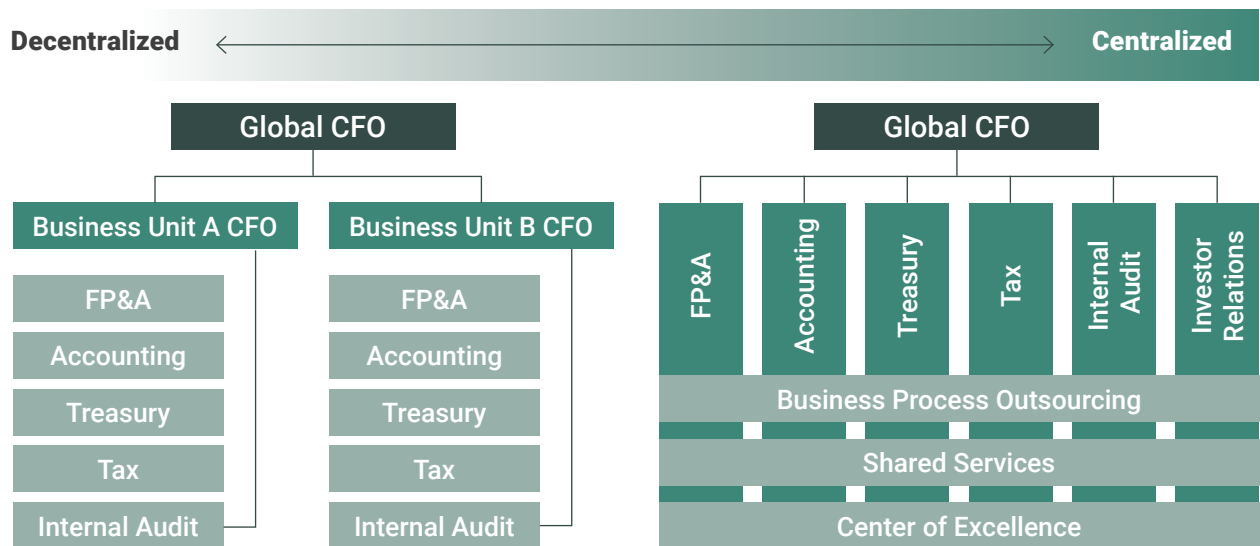 Decentralized
Centralized
Global CFO
Business Unit A CFO
FP&A
Accounting
Treasury
Tax
Internal Audit
Business Unit B CFO
FP&A
Accounting
Treasury
Tax
Internal Audit
Global CFO
FP&A
Accounting
Treasury
Tax
Internal
Audit
Investor
Relations
Business Process Outsourcing
Shared Services
Center of Excellence